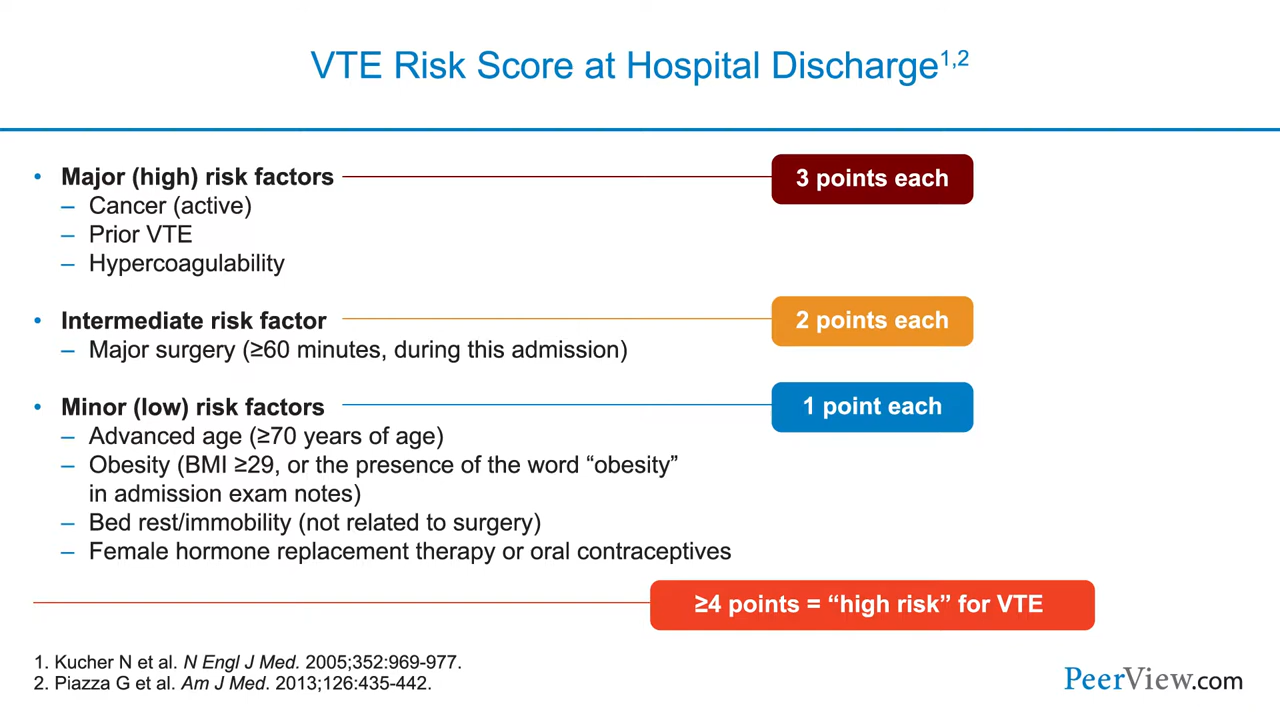 VTE Risk Score at Hospital Discharge1,2
• Major (high) risk factors
3 points each
– Cancer (active)
– Prior VTE
– Hypercoagulability
• Intermediate risk factor
2 points each
– Major surgery (≥60 minutes, during this admission)
• Minor (low) risk factors
1 point each
– Advanced age (≥70 years of age)
– Obesity (BMI ≥29, or the presence of the word “obesity”
in admission exam notes)
– Bed rest/immobility (not related to surgery)
– Female hormone replacement therapy or oral contraceptives
≥4 points = “high risk” for VTE
1. Kucher N et al. N Engl J Med. 2005;352:969-977.
2. Piazza G et al. Am J Med. 2013;126:435-442.
PeerView.com